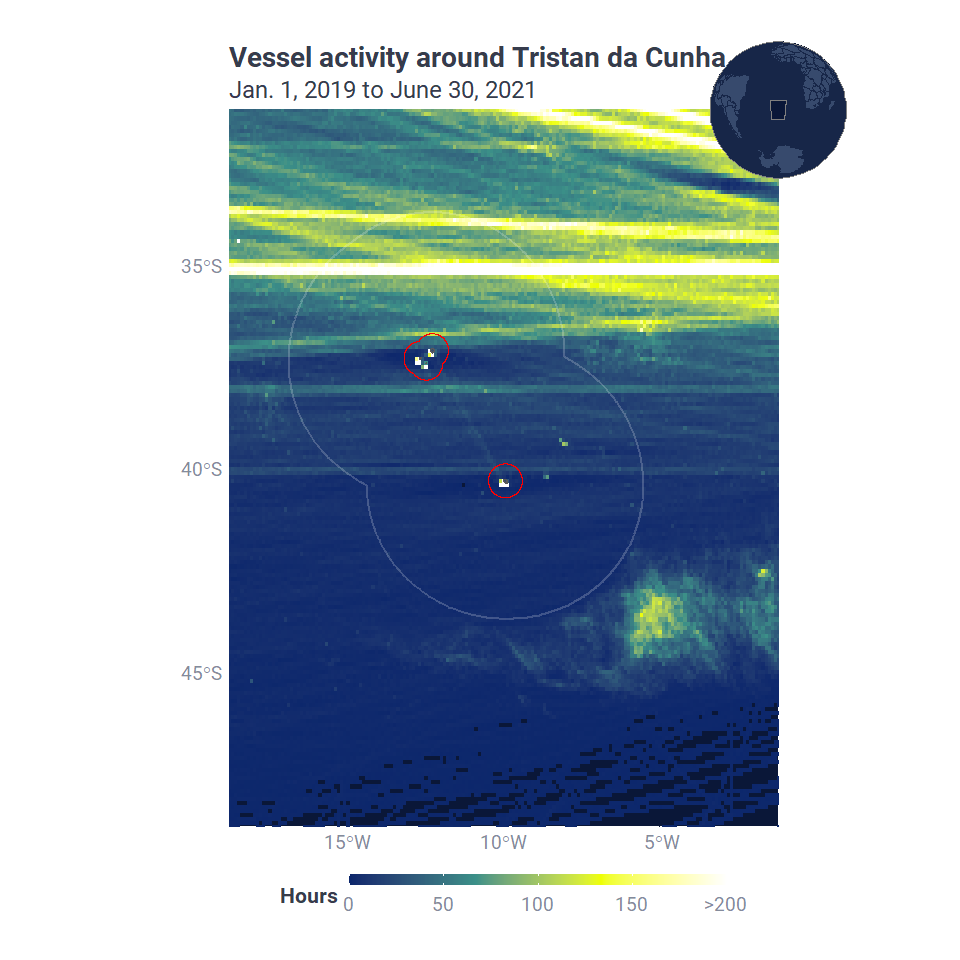 Vessel activity around Tristan da Cunha
Jan. 1, 2019 to June 30, 2021
35°S
40°S
45°S
15°W 10°W 5°W
Hours 0 50 100 150 >200